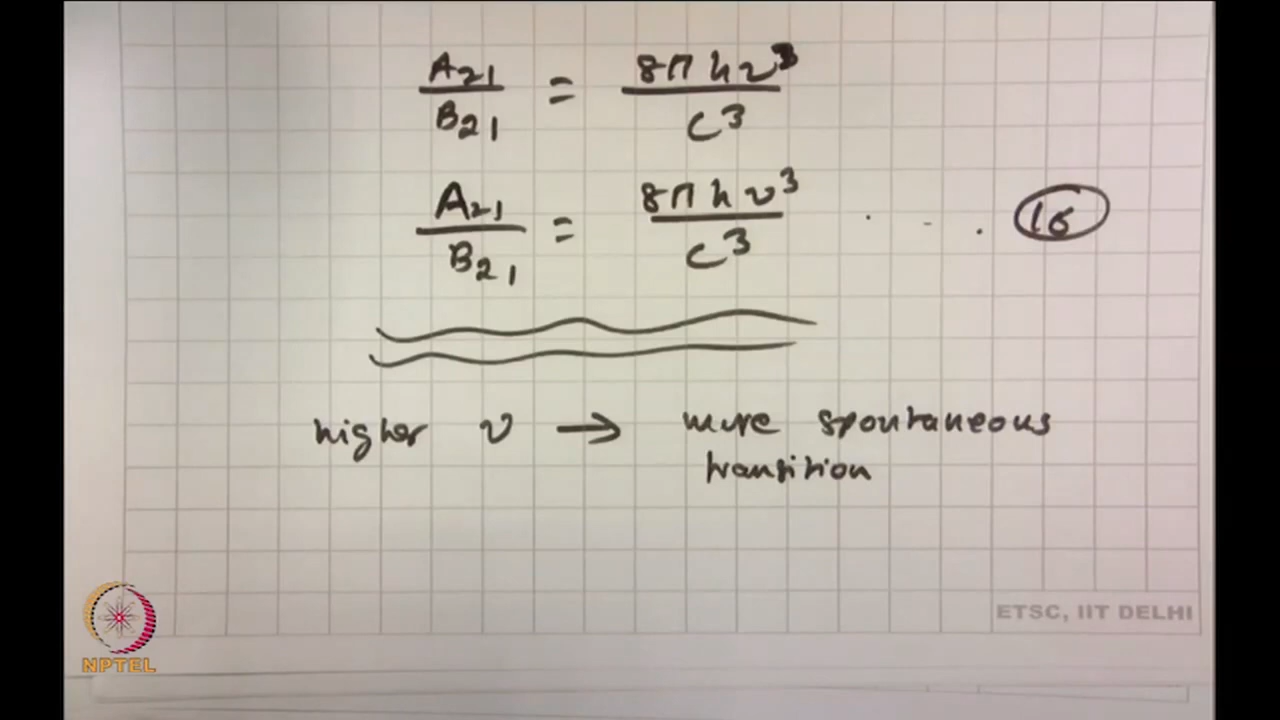 A₂₁/B₂₁ = 8πhν³/c³
A₂₁/B₂₁ = 8πhν³/c³ . - . (16)
higher ν → more spontaneous
transition
ETSC, IIT DELHI
NPTEL